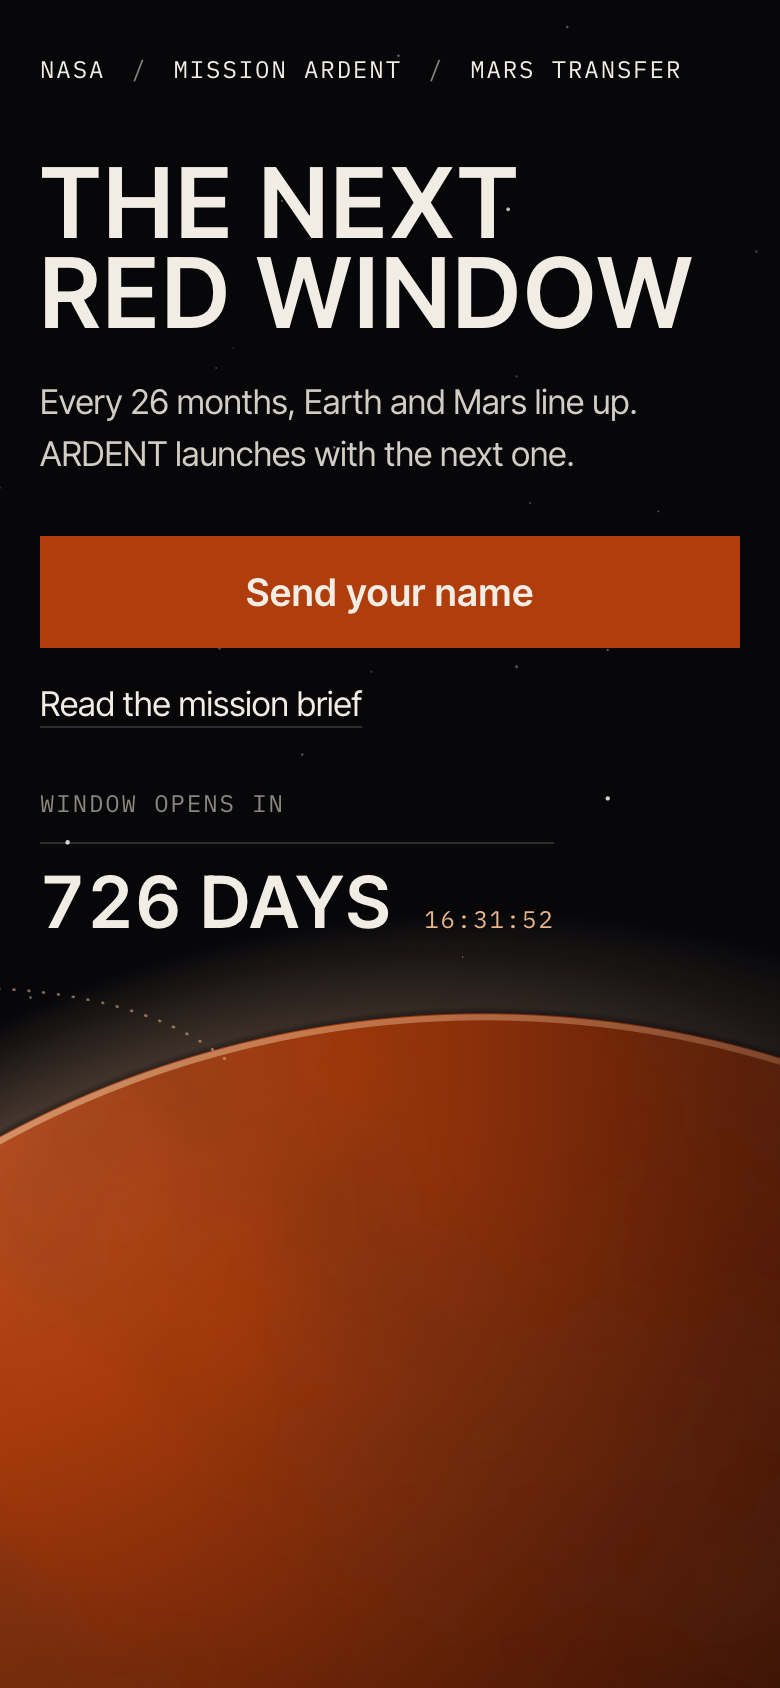 NASA / MISSION ARDENT / MARS TRANSFER
THE NEXT
RED WINDOW
Every 26 months, Earth and Mars line up.
ARDENT launches with the next one.
Send your name
Read the mission brief
WINDOW OPENS IN
726 DAYS 16:31:52